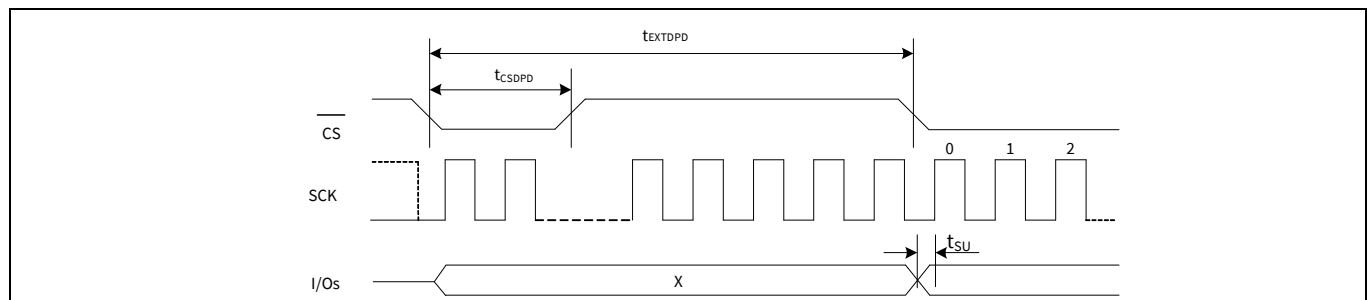 tEXTDPD
tCSDPD
CS
0 1 2
SCK
tSU
I/Os X